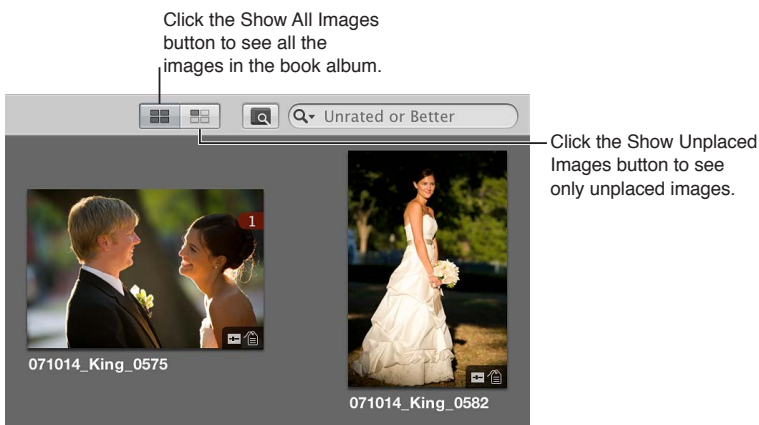 Click the Show All Images
button to see all the
images in the book album.
Unrated or Better
Click the Show Unplaced
Images button to see
only unplaced images.
1
071014_King_0575
071014_King_0582